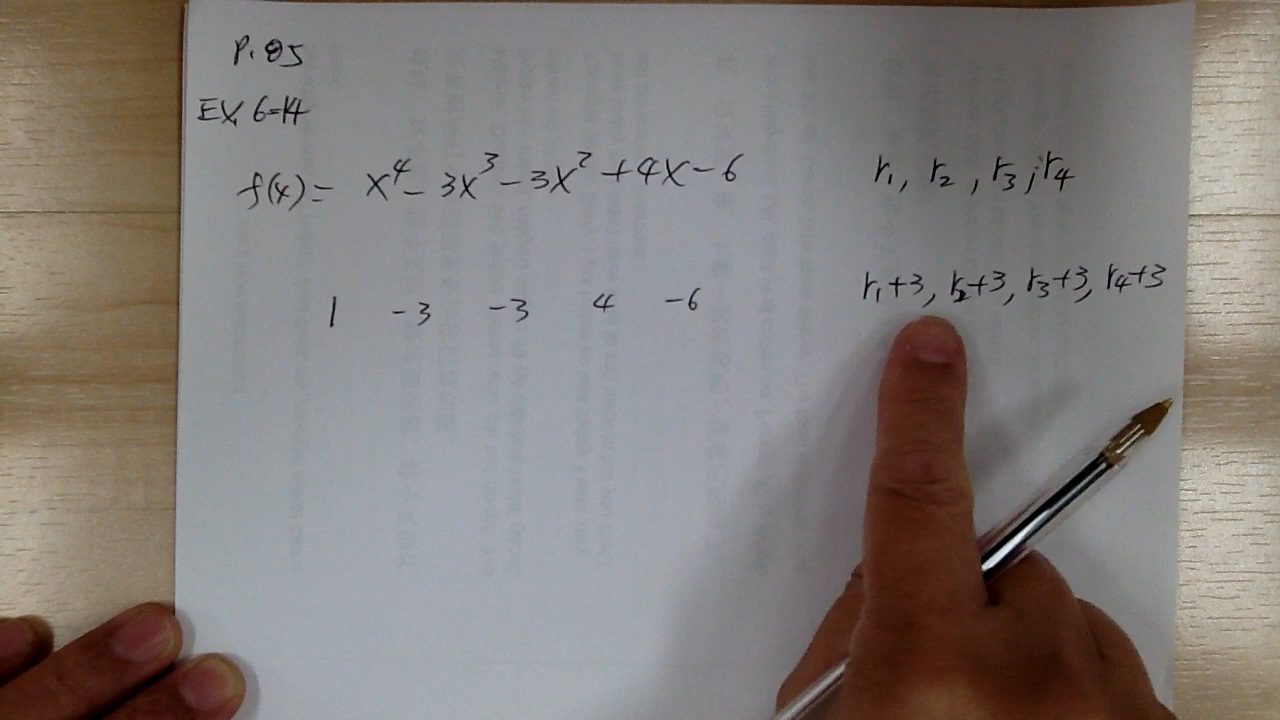 P. 85
EX. 6-14
f(x) = x⁴ - 3x³ - 3x² + 4x - 6
r₁, r₂, r₃, r₄
r₁+3, r₂+3, r₃+3, r₄+3
1 -3 -3 4 -6